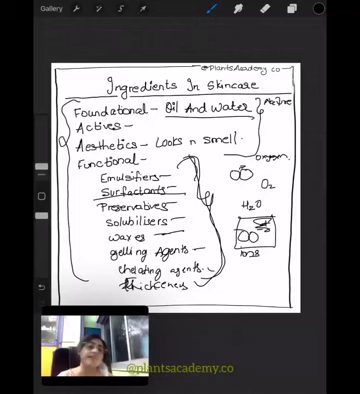 Gallery
@PlantsAcademy.co
Ingredients In Skincare
Foundational - Oil And Water
Native
Actives -
Aesthetics - Looks n smell.
Functional -
Oxygen
Emulsifiers
O2
Surfactants
H2O
Preservatives
Solubilisers
waxes
gelling Agents
chelating agents.
thickeners
@plantsacademy.co